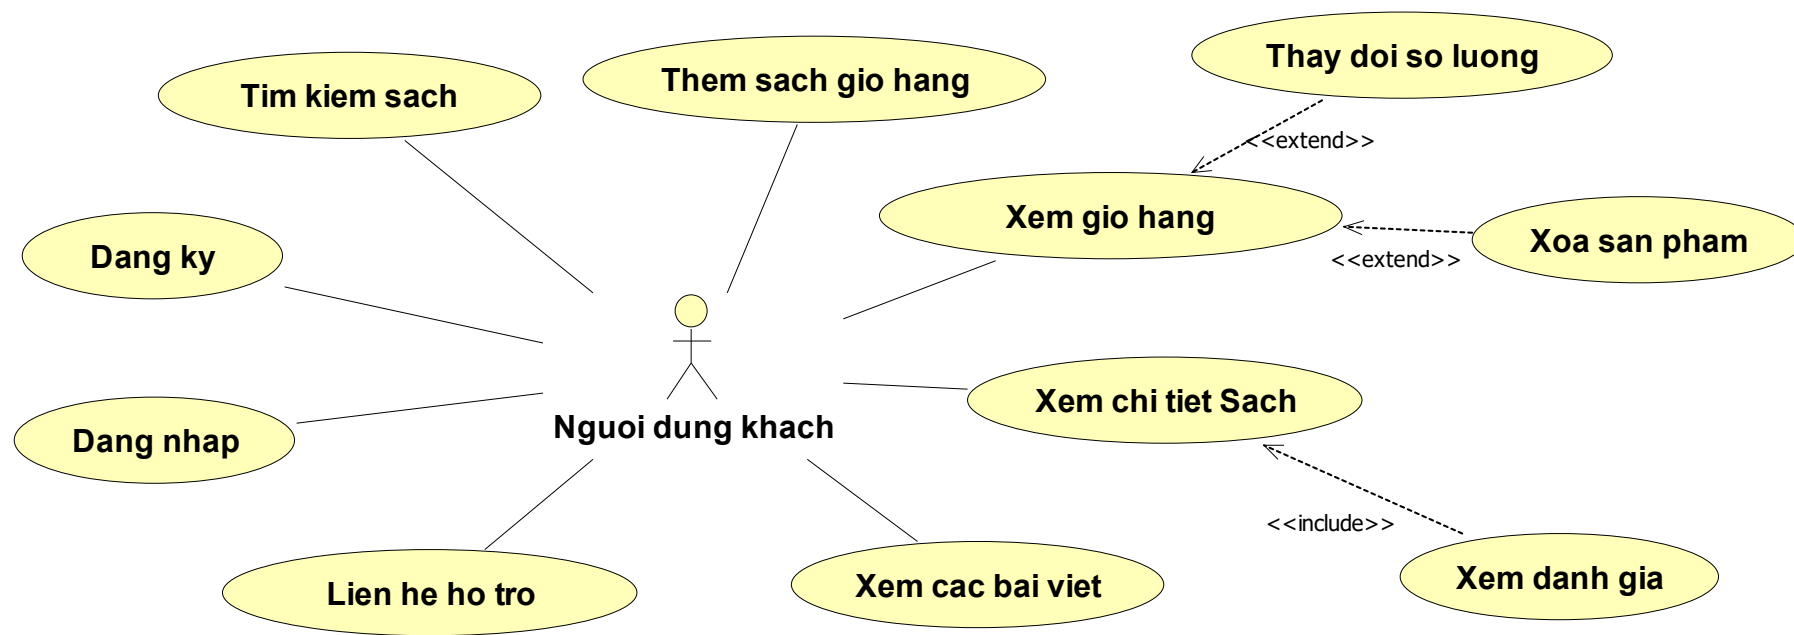 Thay doi so luong
Them sach gio hang
Tim kiem sach
<<extend>>
Xem gio hang
Xoa san pham
Dang ky
<<extend>>
Xem chi tiet Sach
Nguoi dung khach
Dang nhap
<<include>>
Xem danh gia
Xem cac bai viet
Lien he ho tro